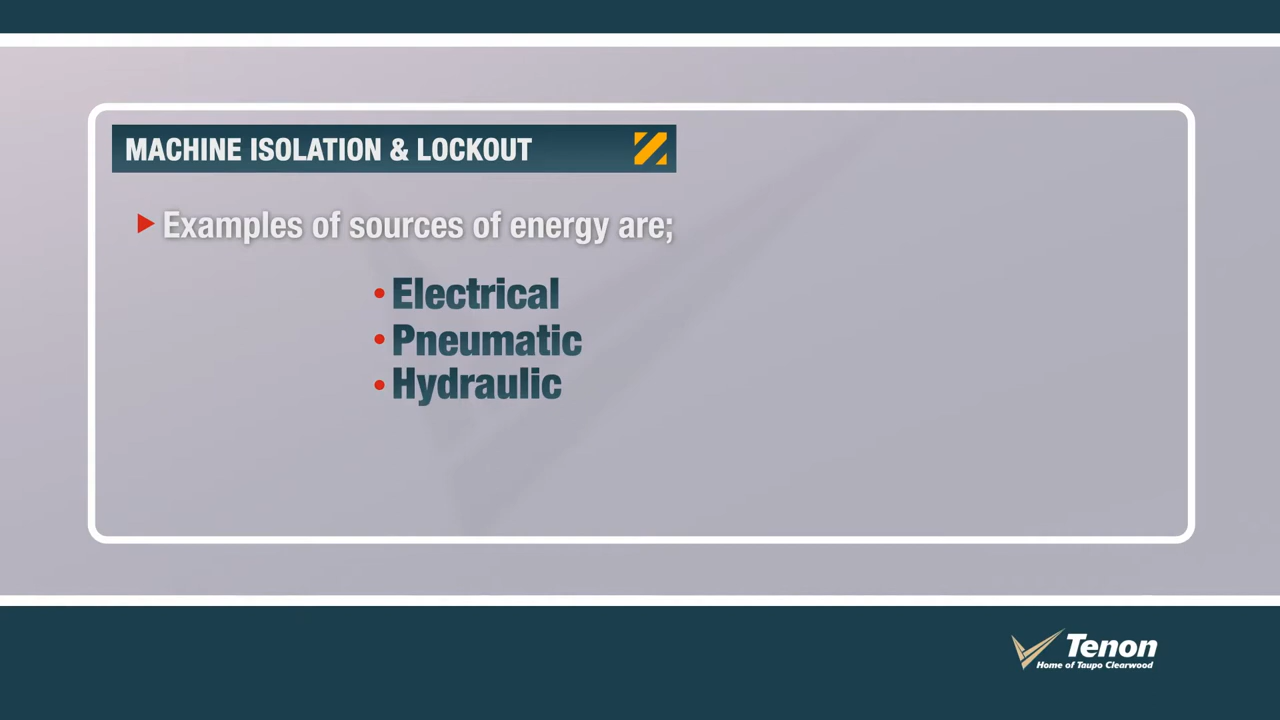 MACHINE ISOLATION & LOCKOUT
Examples of sources of energy are;
• Electrical
• Pneumatic
• Hydraulic
Tenon
Home of Taupo Clearwood